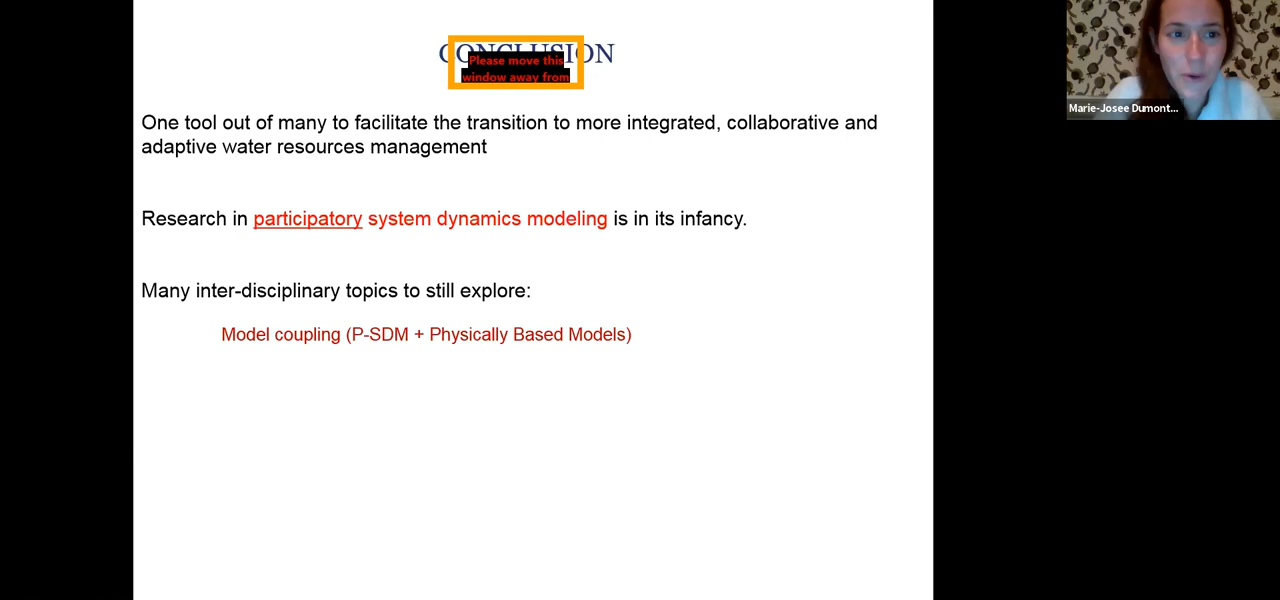 CONCLUSION
Please move this
window away from
One tool out of many to facilitate the transition to more integrated, collaborative and
adaptive water resources management
Research in participatory system dynamics modeling is in its infancy.
Many inter-disciplinary topics to still explore:
Model coupling (P-SDM + Physically Based Models)
Marie-Josee Dumont...